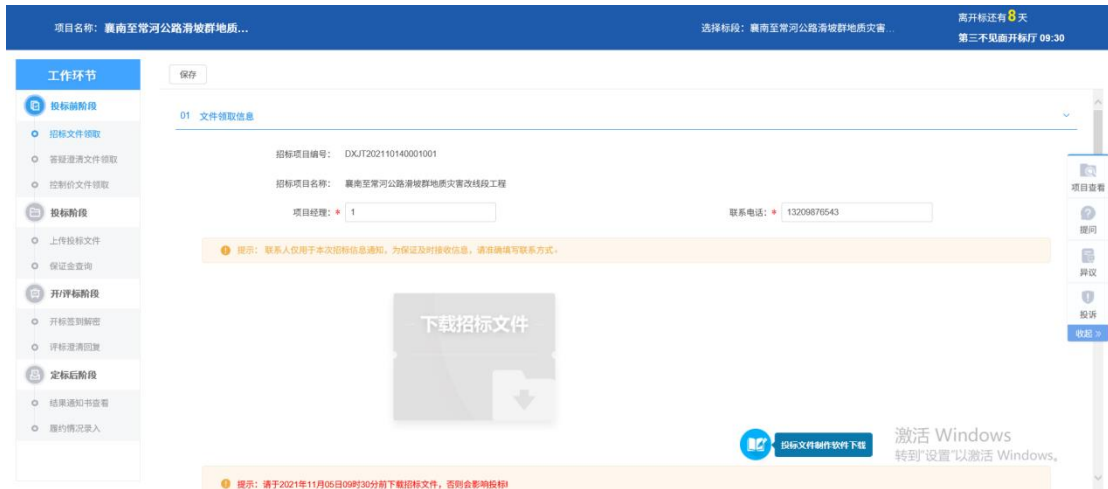 项目名称: 襄南至常河公路滑坡群地质...
选择标段: 襄南至常河公路滑坡群地质灾害...
离开标还有8天
第三不见面开标厅 09:30
工作环节
投标前阶段
招标文件领取
答疑澄清文件领取
控制价文件领取
投标阶段
上传投标文件
保证金查询
开/评标阶段
开标签到解密
评标澄清回复
定标后阶段
结果通知书查看
履约情况录入
保存
01 文件领取信息
招标项目编号: DXJT202110140001001
招标项目名称: 襄南至常河公路滑坡群地质灾害改线段工程
项目经理: * 1
联系电话: * 13209876543
提示: 联系人仅用于本次招标信息通知，为保证及时接收信息，请准确填写联系方式。
下载招标文件
投标文件制作软件下载
提示: 请于2021年11月05日09时30分前下载招标文件，否则会影响投标!
项目查看
提问
异议
投诉
收起 »
激活 Windows
转到"设置"以激活 Windows。